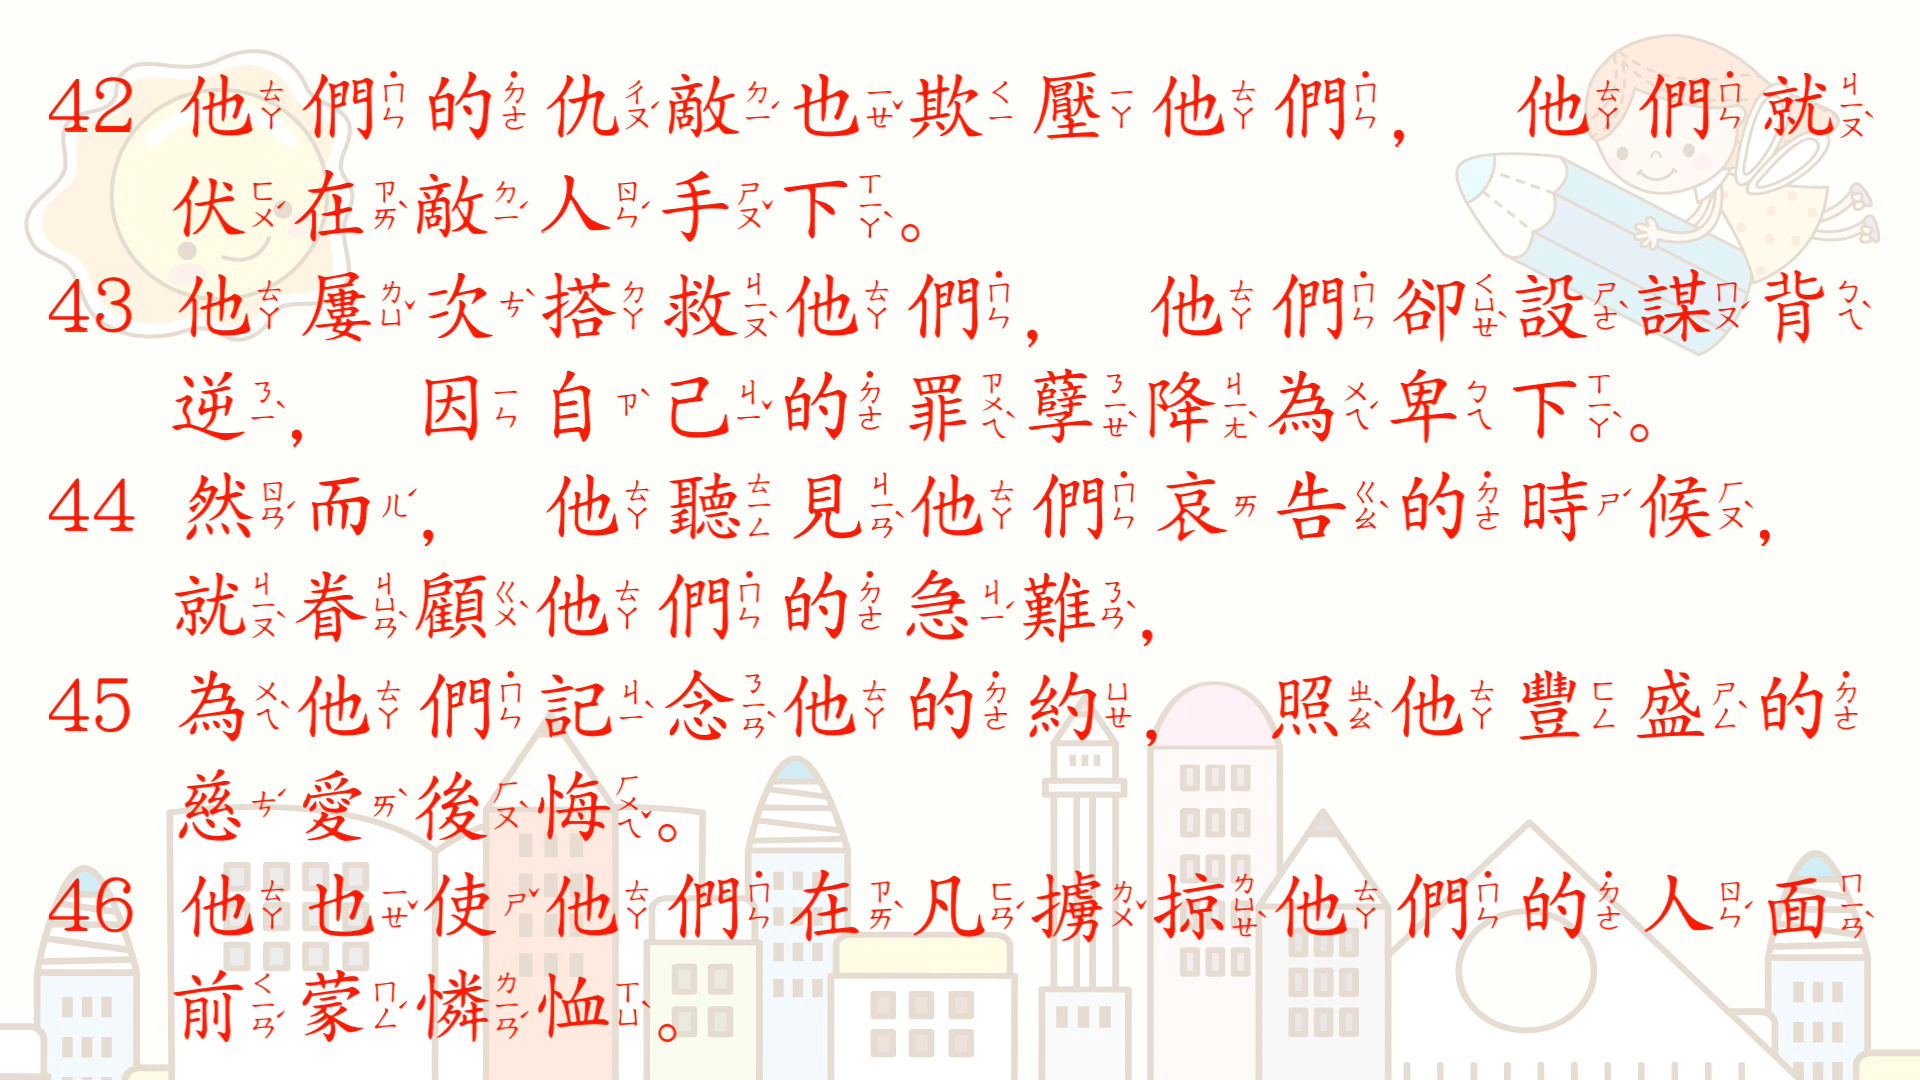 42 他們的仇敵也欺壓他們, 他們就
伏在敵人手下。
43 他屢次搭救他們, 他們卻設謀背
逆, 因自己的罪孽降為卑下。
44 然而, 他聽見他們哀告的時候,
就眷顧他們的急難,
45 為他們記念他的約, 照他豐盛的
慈愛後悔。
46 他也使他們在凡擄掠他們的人面
前蒙憐恤。